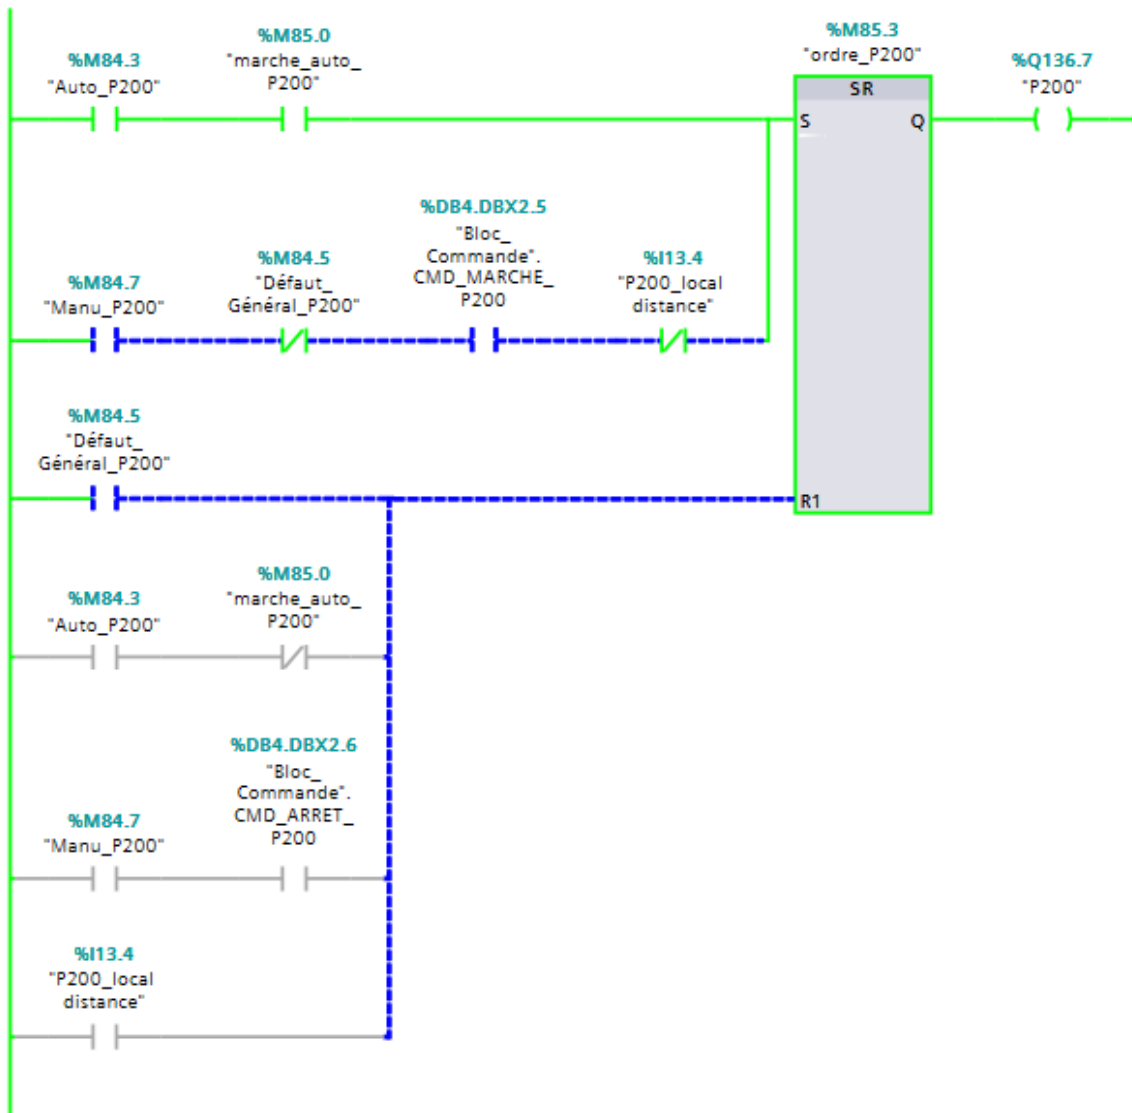 %M84.3
"Auto_P200"
%M85.0
"marche_auto_
P200"
%M85.3
"ordre_P200"
SR
S
Q
%Q136.7
"P200"
%M84.7
"Manu_P200"
%M84.5
"Défaut_
Général_P200"
%DB4.DBX2.5
"Bloc_
Commande".
CMD_MARCHE_
P200
%I13.4
"P200_local
distance"
%M84.5
"Défaut_
Général_P200"
R1
%M84.3
"Auto_P200"
%M85.0
"marche_auto_
P200"
%M84.7
"Manu_P200"
%DB4.DBX2.6
"Bloc_
Commande".
CMD_ARRET_
P200
%I13.4
"P200_local
distance"